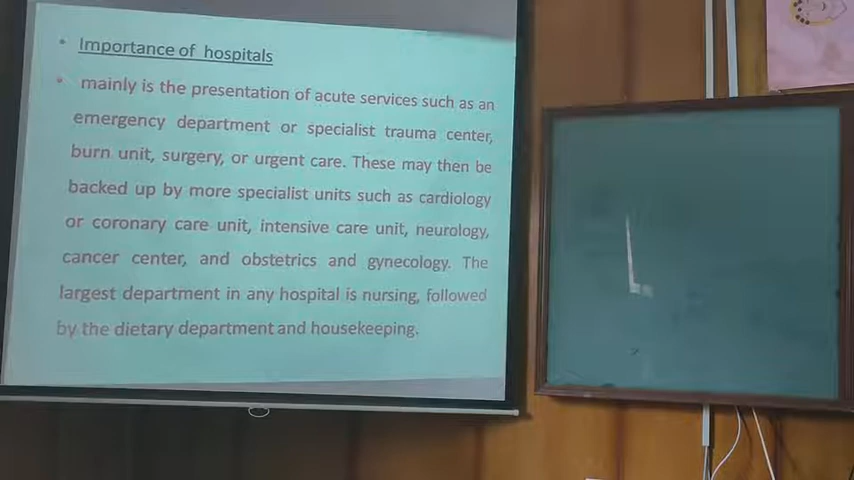 Importance of hospitals
mainly is the presentation of acute services such as an
emergency department or specialist trauma center,
burn unit, surgery, or urgent care. These may then be
backed up by more specialist units such as cardiology
or coronary care unit, intensive care unit, neurology,
cancer center, and obstetrics and gynecology. The
largest department in any hospital is nursing, followed
by the dietary department and housekeeping.